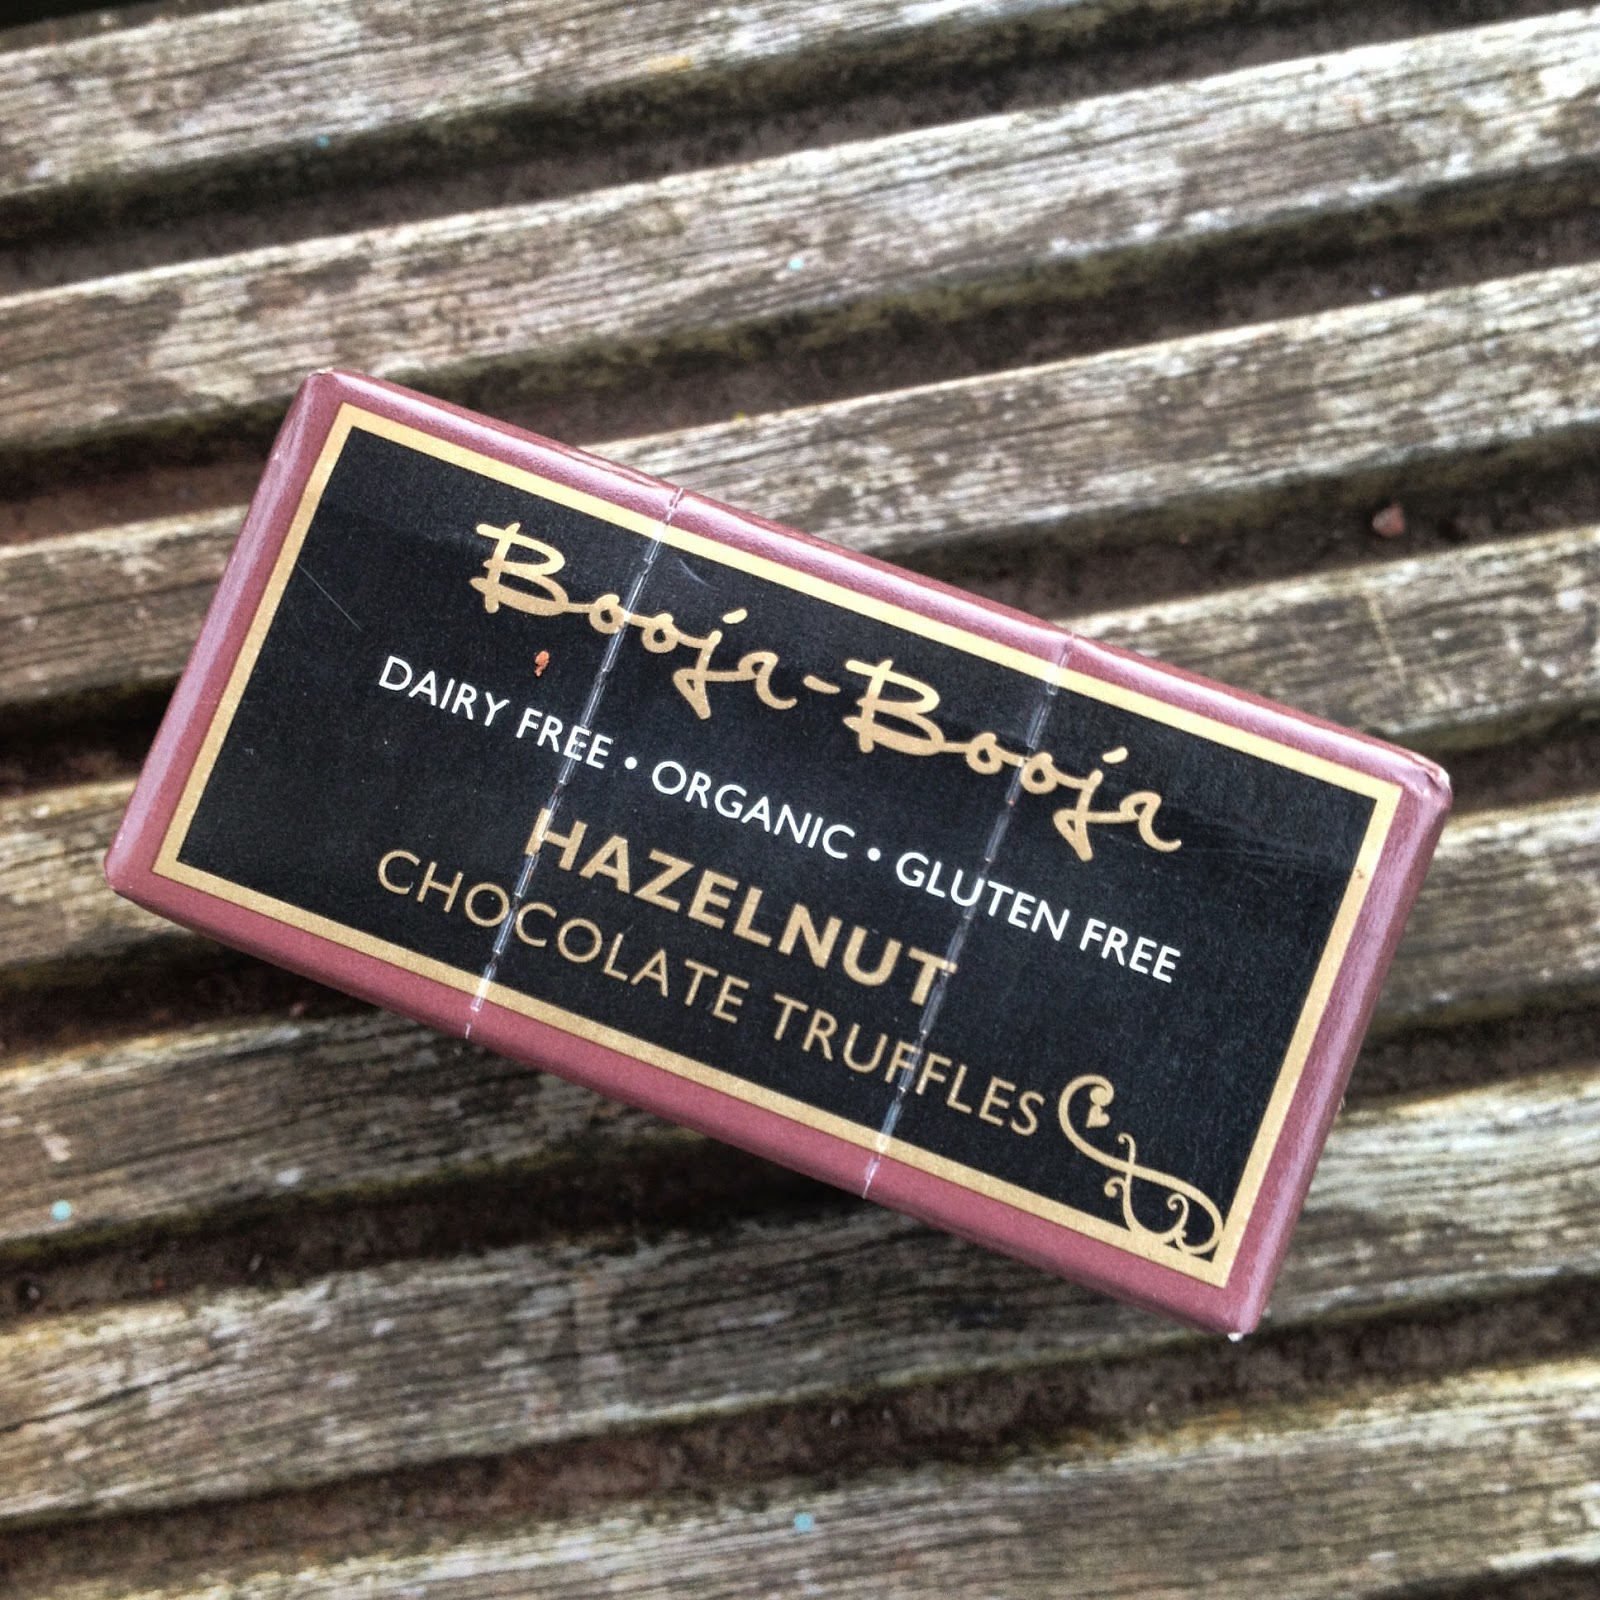 Booja-Booja
DAIRY FREE • ORGANIC • GLUTEN FREE
HAZELNUT
CHOCOLATE TRUFFLES